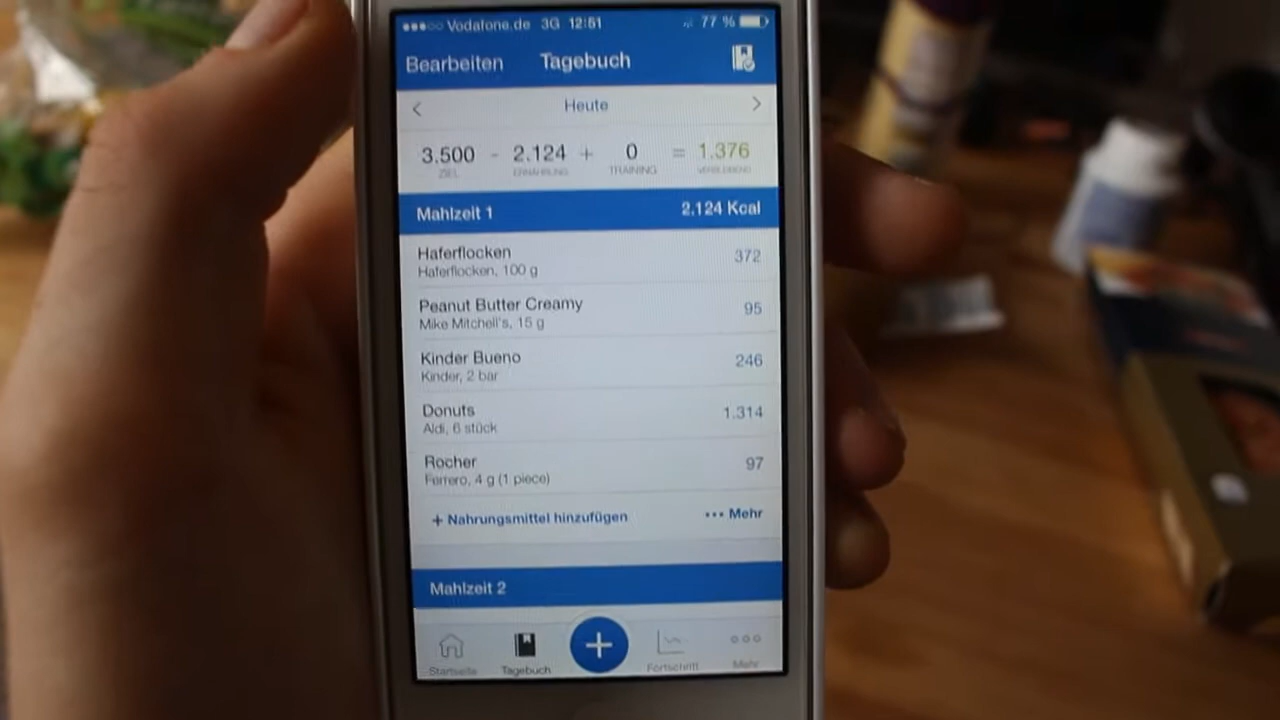 Vodafone.de 3G 12:51 77 %
Bearbeiten Tagebuch
< Heute >
3.500 - 2.124 + 0 = 1.376
ZIEL ERNÄHRUNG TRAINING VERBLEIBEND
Mahlzeit 1 2.124 Kcal
Haferflocken 372
Haferflocken, 100 g
Peanut Butter Creamy 95
Mike Mitchell's, 15 g
Kinder Bueno 246
Kinder, 2 bar
Donuts 1.314
Aldi, 6 stück
Rocher 97
Ferrero, 4 g (1 piece)
+ Nahrungsmittel hinzufügen ••• Mehr
Mahlzeit 2
Startseite Tagebuch + Fortschritt Mehr